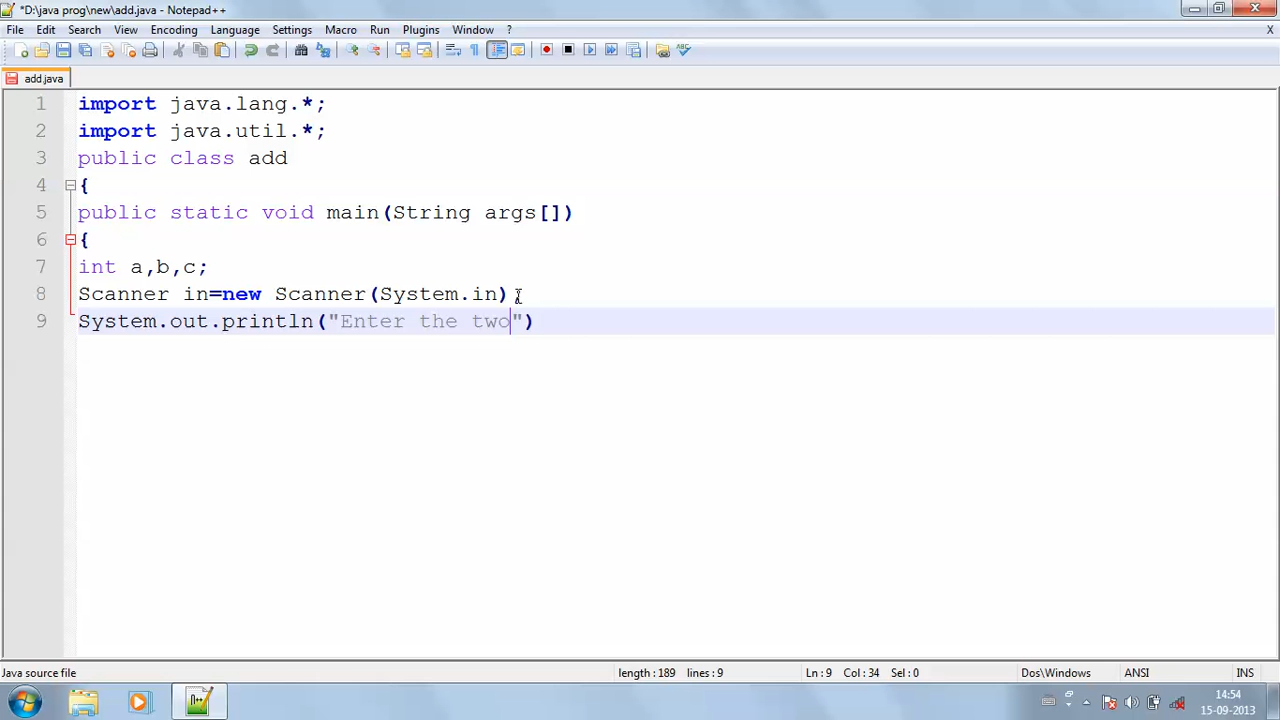 *D:\java prog\new\add.java - Notepad++
File Edit Search View Encoding Language Settings Macro Run Plugins Window ? X
add.java
1 import java.lang.*;
2 import java.util.*;
3 public class add
4 {
5 public static void main(String args[])
6 {
7 int a,b,c;
8 Scanner in=new Scanner(System.in)
9 System.out.println("Enter the two")
Java source file length : 189 lines : 9 Ln : 9 Col : 34 Sel : 0 Dos\Windows ANSI INS
14:54
15-09-2013